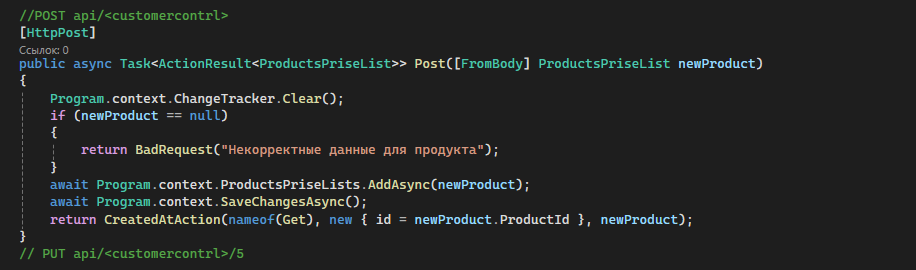 //POST api/<customercontrl>
[HttpPost]
Ссылок: 0
public async Task<ActionResult<ProductsPriseList>> Post([FromBody] ProductsPriseList newProduct)
{
Program.context.ChangeTracker.Clear();
if (newProduct == null)
{
return BadRequest("Некорректные данные для продукта");
}
await Program.context.ProductsPriseLists.AddAsync(newProduct);
await Program.context.SaveChangesAsync();
return CreatedAtAction(nameof(Get), new { id = newProduct.ProductId }, newProduct);
}
// PUT api/<customercontrl>/5